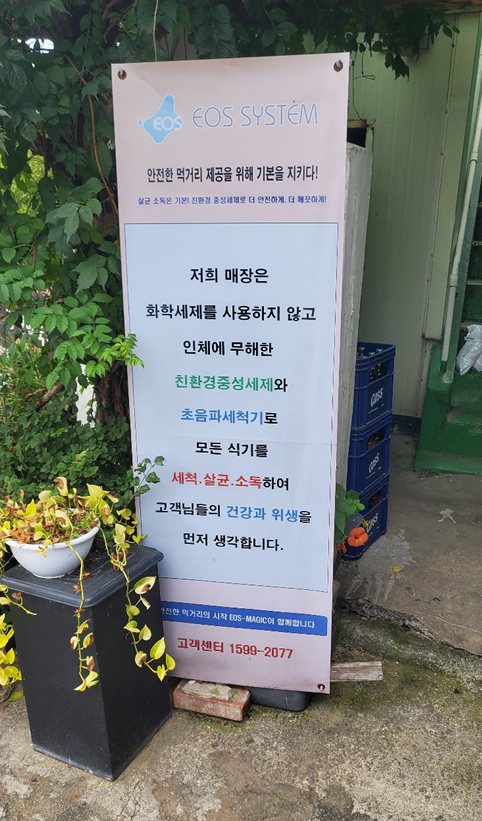 EOS EOS SYSTEM
안전한 먹거리 제공을 위해 기본을 지키다!
살균 소독은 기본! 친환경 중성세제로 더 안전하게, 더 깨끗하게!
저희 매장은
화학세제를 사용하지 않고
인체에 무해한
친환경중성세제와
초음파세척기로
모든 식기를
세척.살균.소독하여
고객님들의 건강과 위생을
먼저 생각합니다.
안전한 먹거리의 시작 EOS-MAGIC이 함께합니다
고객센터 1599-2077
CASS
CASS
CASS